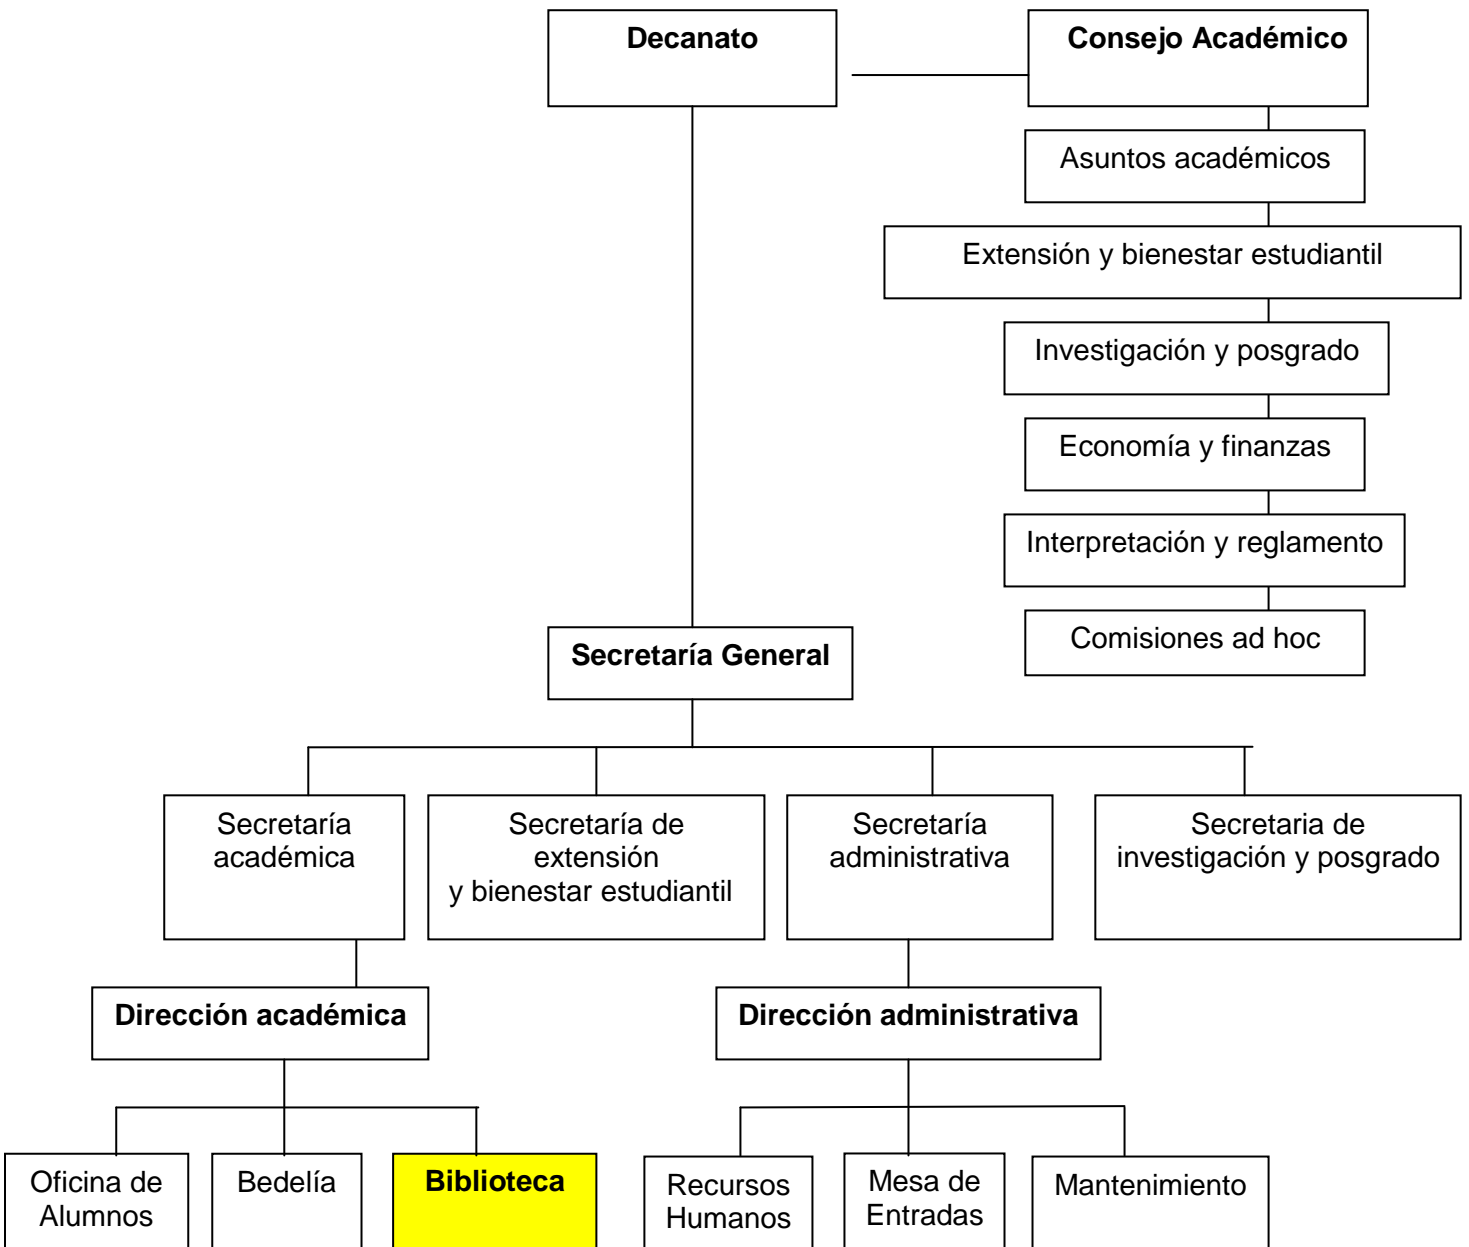 Decanato
Consejo Académico
Asuntos académicos
Extensión y bienestar estudiantil
Investigación y posgrado
Economía y finanzas
Interpretación y reglamento
Comisiones ad hoc
Secretaría General
Secretaría
académica
Secretaría de
extensión
y bienestar estudiantil
Secretaría
administrativa
Secretaria de
investigación y posgrado
Dirección académica
Dirección administrativa
Oficina de
Alumnos
Bedelía
Biblioteca
Recursos
Humanos
Mesa de
Entradas
Mantenimiento